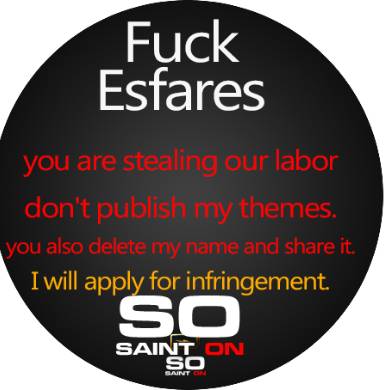 Fuck
Esfares
you are stealing our labor
don't publish my themes.
you also delete my name and share it.
I will apply for infringement.
SO
SAINT ON
SO
SAINT ON